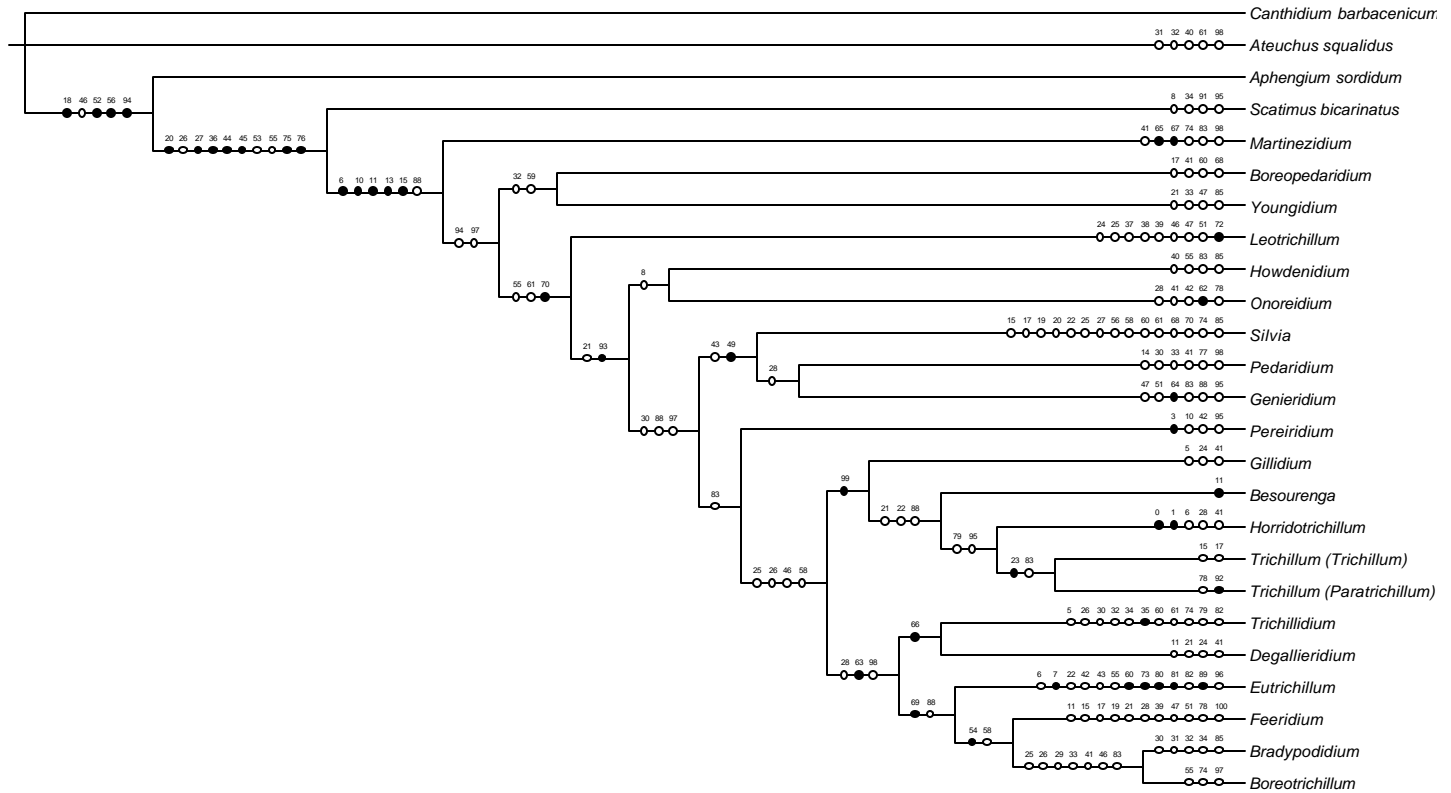 Canthidium barbacenicum
31 32 40 61 98
Ateuchus squalidus
Aphengium sordidum
18 46 52 56 94
8 34 91 95
Scatimus bicarinatus
20 26 27 36 44 45 53 55 75 76
41 65 67 74 83 98
Martinezidium
6 10 11 13 15 88
17 41 60 68
Boreopedaridium
32 59
21 33 47 85
Youngidium
94 97
24 25 37 38 39 46 47 51 72
Leotrichillum
40 55 83 85
Howdenidium
8
55 61 70
28 41 42 62 78
Onoreidium
15 17 19 20 22 25 27 56 58 60 61 68 70 74 85
Silvia
21 93
43 49
14 30 33 41 77 98
Pedaridium
28
47 51 64 83 88 95
Genieridium
30 88 97
3 10 42 95
Pereiridium
5 24 41
Gillidium
99
11
Besourenga
83
21 22 88
0 1 6 28 41
Horridotrichillum
79 95
15 17
Trichillum (Trichillum)
23 83
25 26 46 58
78 92
Trichillum (Paratrichillum)
5 26 30 32 34 35 60 61 74 79 82
Trichillidium
66
11 21 24 41
Degallieridium
28 63 98
6 7 22 42 43 55 60 73 80 81 82 89 96
Eutrichillum
69 88
11 15 17 19 21 28 39 47 51 78 100
Feeridium
54 58
30 31 32 34 85
Bradypodidium
25 26 29 33 41 46 83
55 74 97
Boreotrichillum